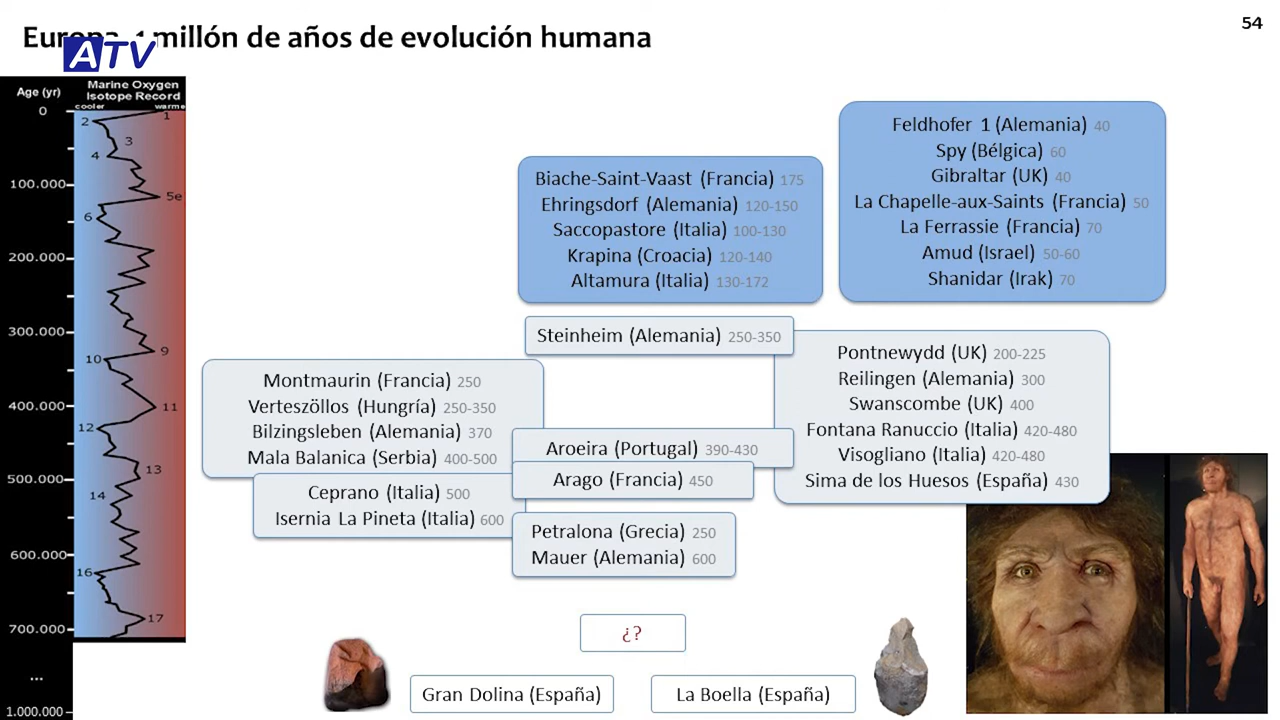 Europa, 1 millón de años de evolución humana
54
ATV
Age (yr)
Marine Oxygen
Isotope Record
cooler
warme
0
1
2
3
4
100.000
5e
6
200.000
300.000
9
10
400.000
11
12
13
500.000
14
600.000
16
17
700.000
...
1.000.000
Feldhofer 1 (Alemania) 40
Spy (Bélgica) 60
Gibraltar (UK) 40
La Chapelle-aux-Saints (Francia) 50
La Ferrassie (Francia) 70
Amud (Israel) 50-60
Shanidar (Irak) 70
Biache-Saint-Vaast (Francia) 175
Ehringsdorf (Alemania) 120-150
Saccopastore (Italia) 100-130
Krapina (Croacia) 120-140
Altamura (Italia) 130-172
Steinheim (Alemania) 250-350
Pontnewydd (UK) 200-225
Reilingen (Alemania) 300
Swanscombe (UK) 400
Fontana Ranuccio (Italia) 420-480
Visogliano (Italia) 420-480
Sima de los Huesos (España) 430
Montmaurin (Francia) 250
Verteszöllos (Hungría) 250-350
Bilzingsleben (Alemania) 370
Mala Balanica (Serbia) 400-500
Aroeira (Portugal) 390-430
Arago (Francia) 450
Ceprano (Italia) 500
Isernia La Pineta (Italia) 600
Petralona (Grecia) 250
Mauer (Alemania) 600
¿?
Gran Dolina (España)
La Boella (España)